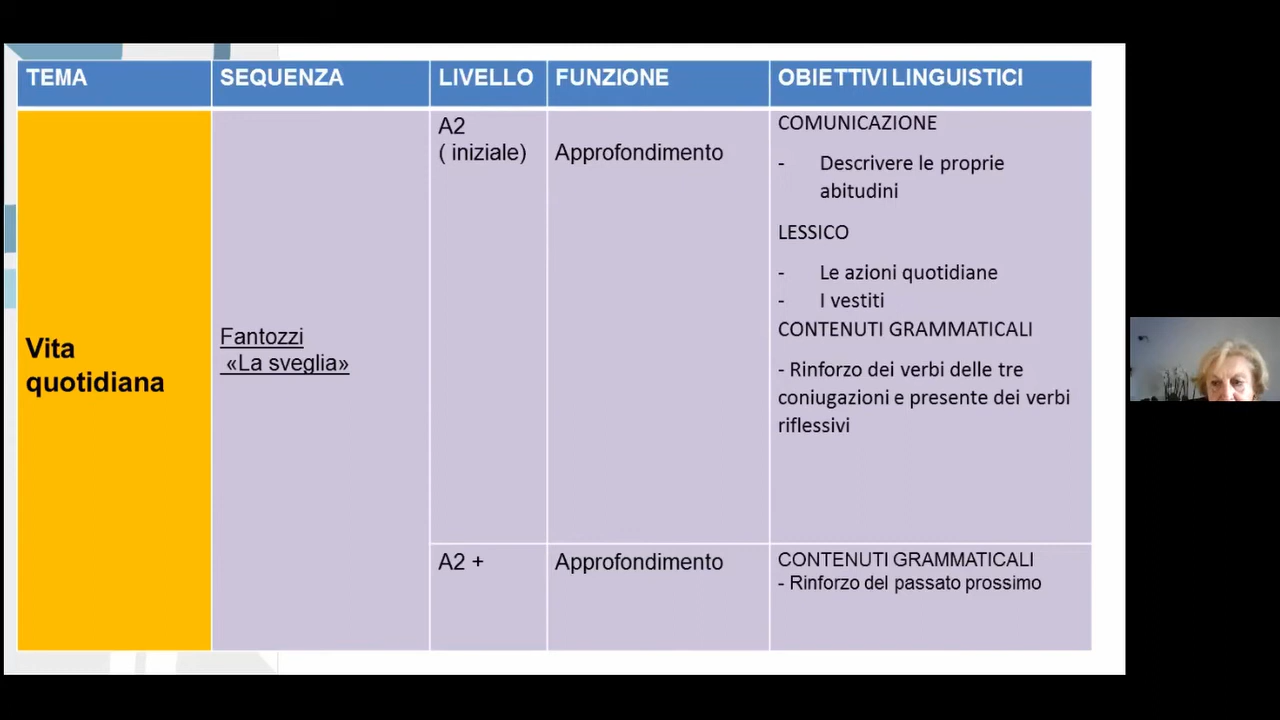 TEMA
SEQUENZA
LIVELLO
FUNZIONE
OBIETTIVI LINGUISTICI
Vita
quotidiana
Fantozzi
«La sveglia»
A2
( iniziale)
Approfondimento
COMUNICAZIONE
- Descrivere le proprie
abitudini
LESSICO
- Le azioni quotidiane
- I vestiti
CONTENUTI GRAMMATICALI
- Rinforzo dei verbi delle tre
coniugazioni e presente dei verbi
riflessivi
A2 +
Approfondimento
CONTENUTI GRAMMATICALI
- Rinforzo del passato prossimo